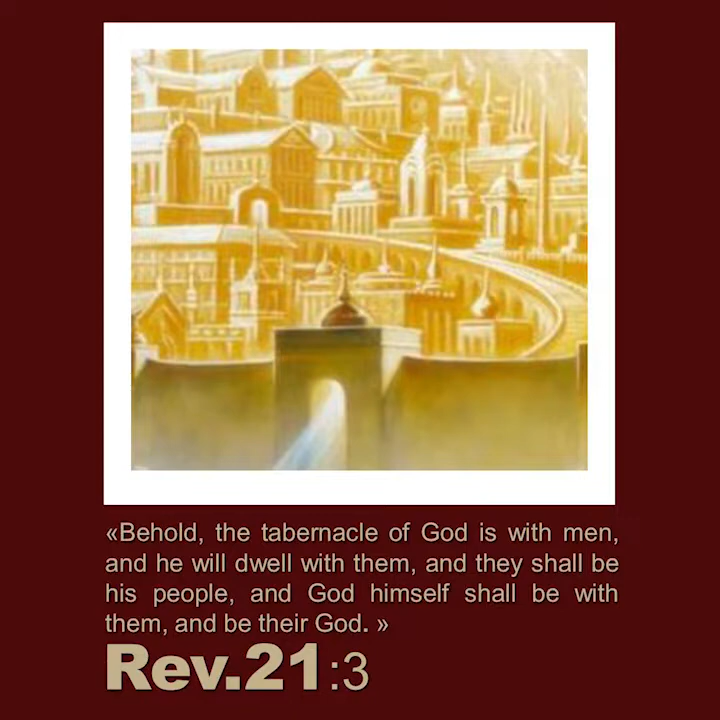 «Behold, the tabernacle of God is with men,
and he will dwell with them, and they shall be
his people, and God himself shall be with
them, and be their God. »
Rev.21:3